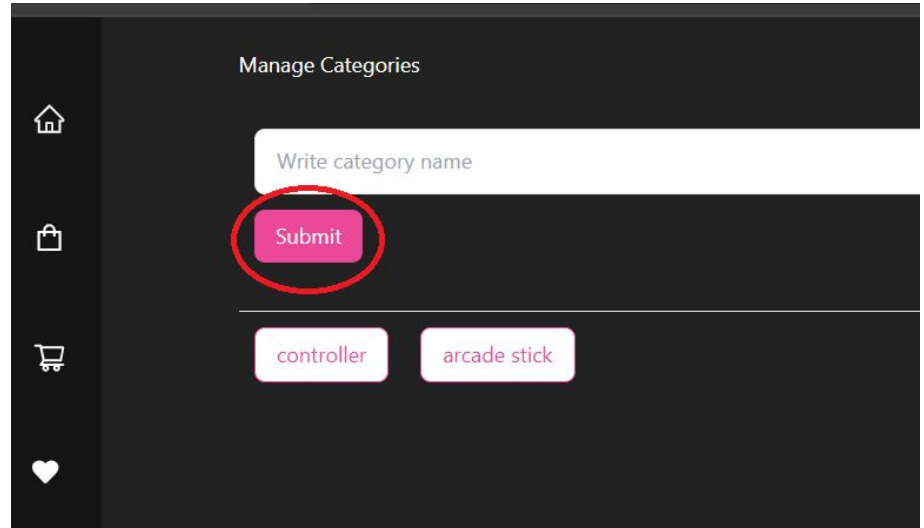 Manage Categories
Write category name
Submit
controller arcade stick